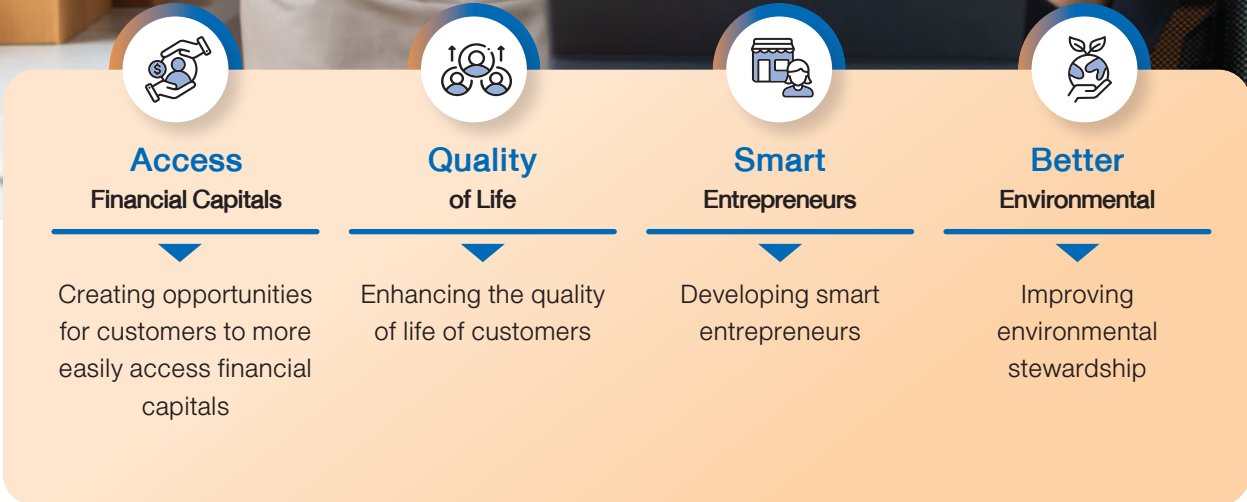 Access
Financial Capitals
Creating opportunities
for customers to more
easily access financial
capitals
Quality
of Life
Enhancing the quality
of life of customers
Smart
Entrepreneurs
Developing smart
entrepreneurs
Better
Environmental
Improving
environmental
stewardship